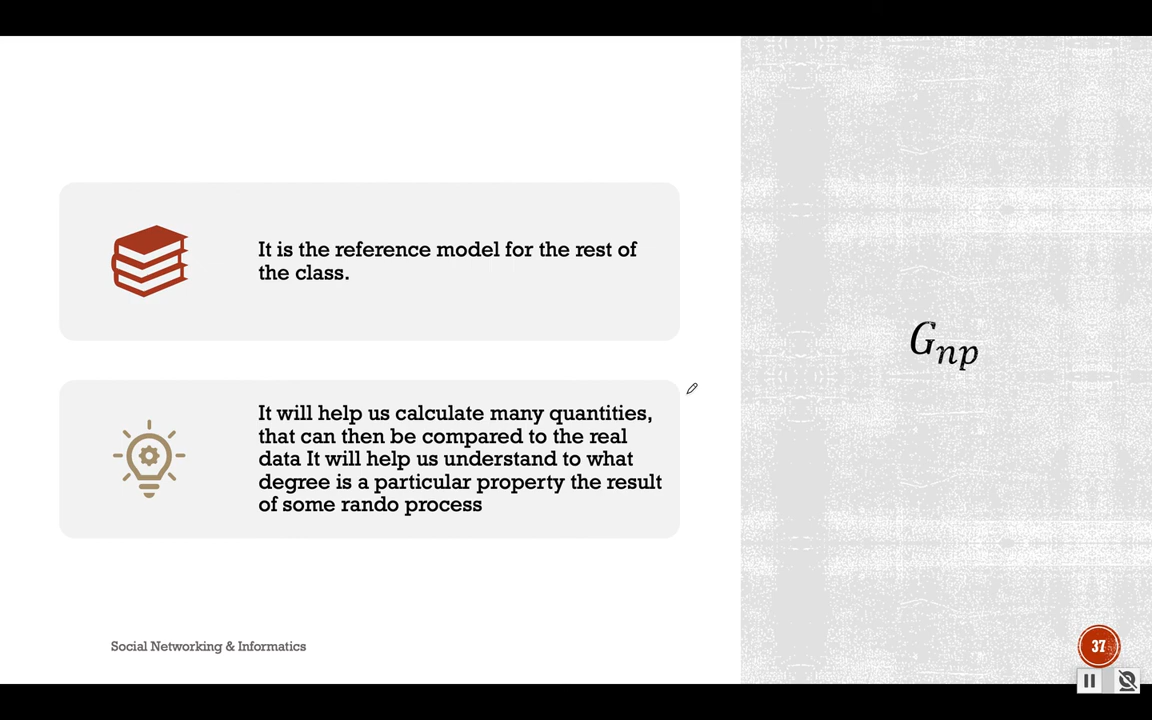 It is the reference model for the rest of
the class.
It will help us calculate many quantities,
that can then be compared to the real
data It will help us understand to what
degree is a particular property the result
of some rando process
G_{np}
Social Networking & Informatics
37